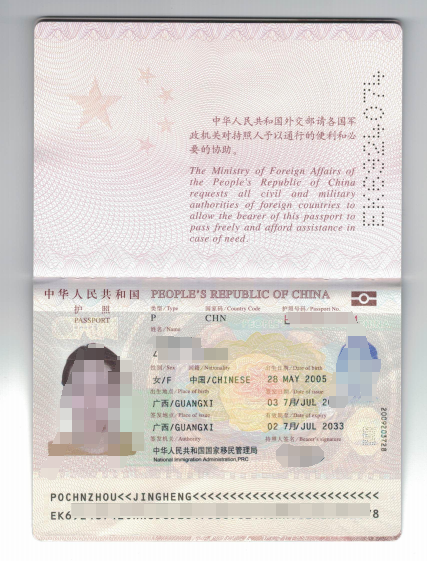 中华人民共和国外交部请各国军
政机关对持照人予以通行的便利和必
要的协助。
The Ministry of Foreign Affairs of
the People's Republic of China
requests all civil and military
authorities of foreign countries to
allow the bearer of this passport to
pass freely and afford assistance in
case of need.
中华人民共和国 PEOPLE'S REPUBLIC OF CHINA
护 照 类型/Type 国家码/Country Code 护照号码/Passport No.
PASSPORT P CHN
姓名/Name
性别/Sex 国籍/Nationality 出生日期/Date of birth
女/F 中国/CHINESE 28 MAY 2005
出生地点/Place of birth 签发日期/Date of issue
广西/GUANGXI 03 7月/JUL
签发地点/Place of issue 有效期至/Date of expiry
广西/GUANGXI 02 7月/JUL 2033
签发机关/Authority 持照人签名/Bearer's signature
中华人民共和国国家移民管理局
National Immigration Administration,PRC
POCHNZHOU<<JINGHENG<<<<<<<<<<<<<<<<<<<<<<<<